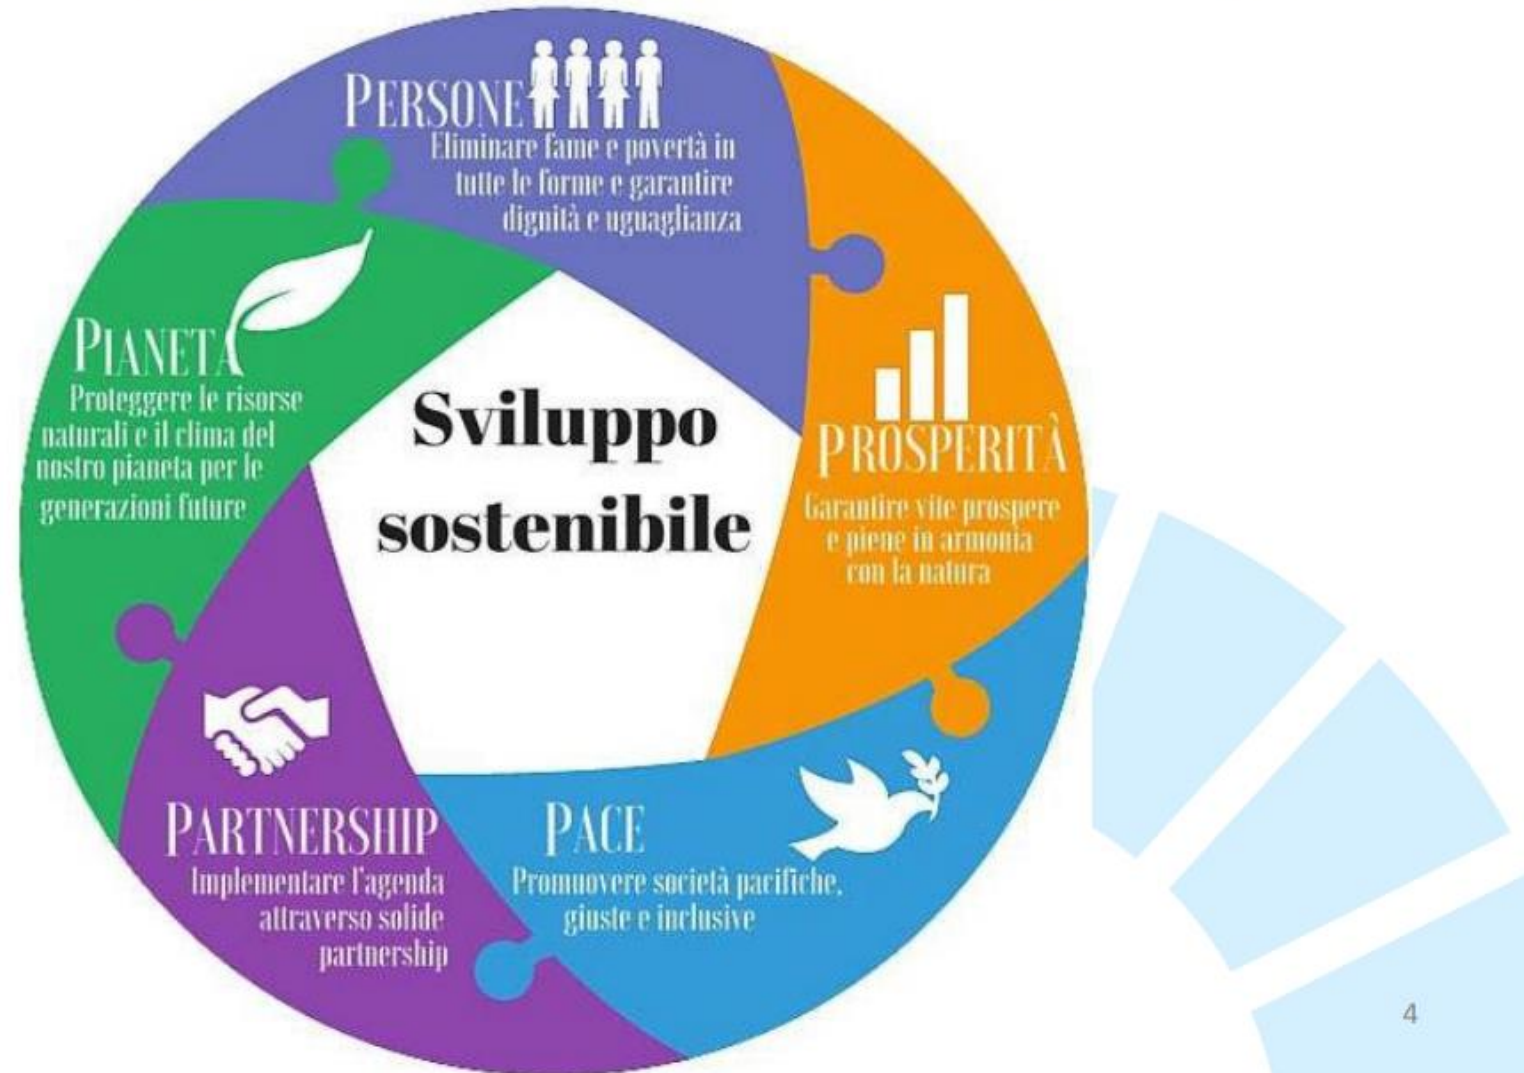 PERSONE
Eliminare fame e povertà in
tutte le forme e garantire
dignità e uguaglianza
PIANETA
Proteggere le risorse
naturali e il clima del
nostro pianeta per le
generazioni future
Sviluppo
sostenibile
PROSPERITÀ
Garantire vite prospere
e piene in armonia
con la natura
PARTNERSHIP
Implementare l'agenda
attraverso solide
partnership
PACE
Promuovere società pacifiche,
giuste e inclusive
4